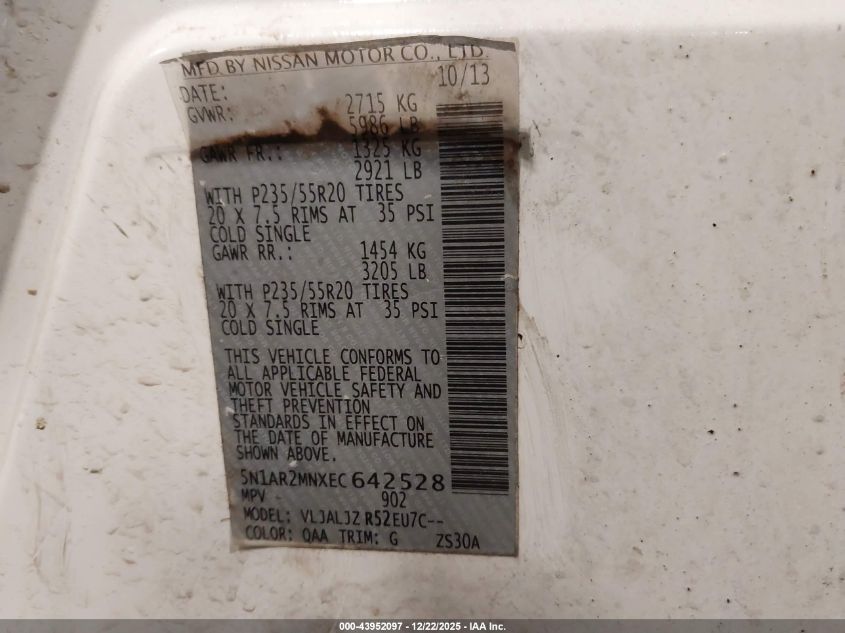 MFD BY NISSAN MOTOR CO., LTD.
DATE: 10/13
GVWR: 2715 KG
5986 LB
GAWR FR.: 1325 KG
2921 LB
WITH P235/55R20 TIRES
20 X 7.5 RIMS AT 35 PSI
COLD SINGLE
GAWR RR.: 1454 KG
3205 LB
WITH P235/55R20 TIRES
20 X 7.5 RIMS AT 35 PSI
COLD SINGLE
THIS VEHICLE CONFORMS TO
ALL APPLICABLE FEDERAL
MOTOR VEHICLE SAFETY AND
THEFT PREVENTION
STANDARDS IN EFFECT ON
THE DATE OF MANUFACTURE
SHOWN ABOVE.
5N1AR2MNXEC 642528
MPV - 902
MODEL: VLJALJZ R52EU7C--
COLOR: QAA TRIM: G ZS30A
000-43952097 - 12/22/2025 - IAA Inc.